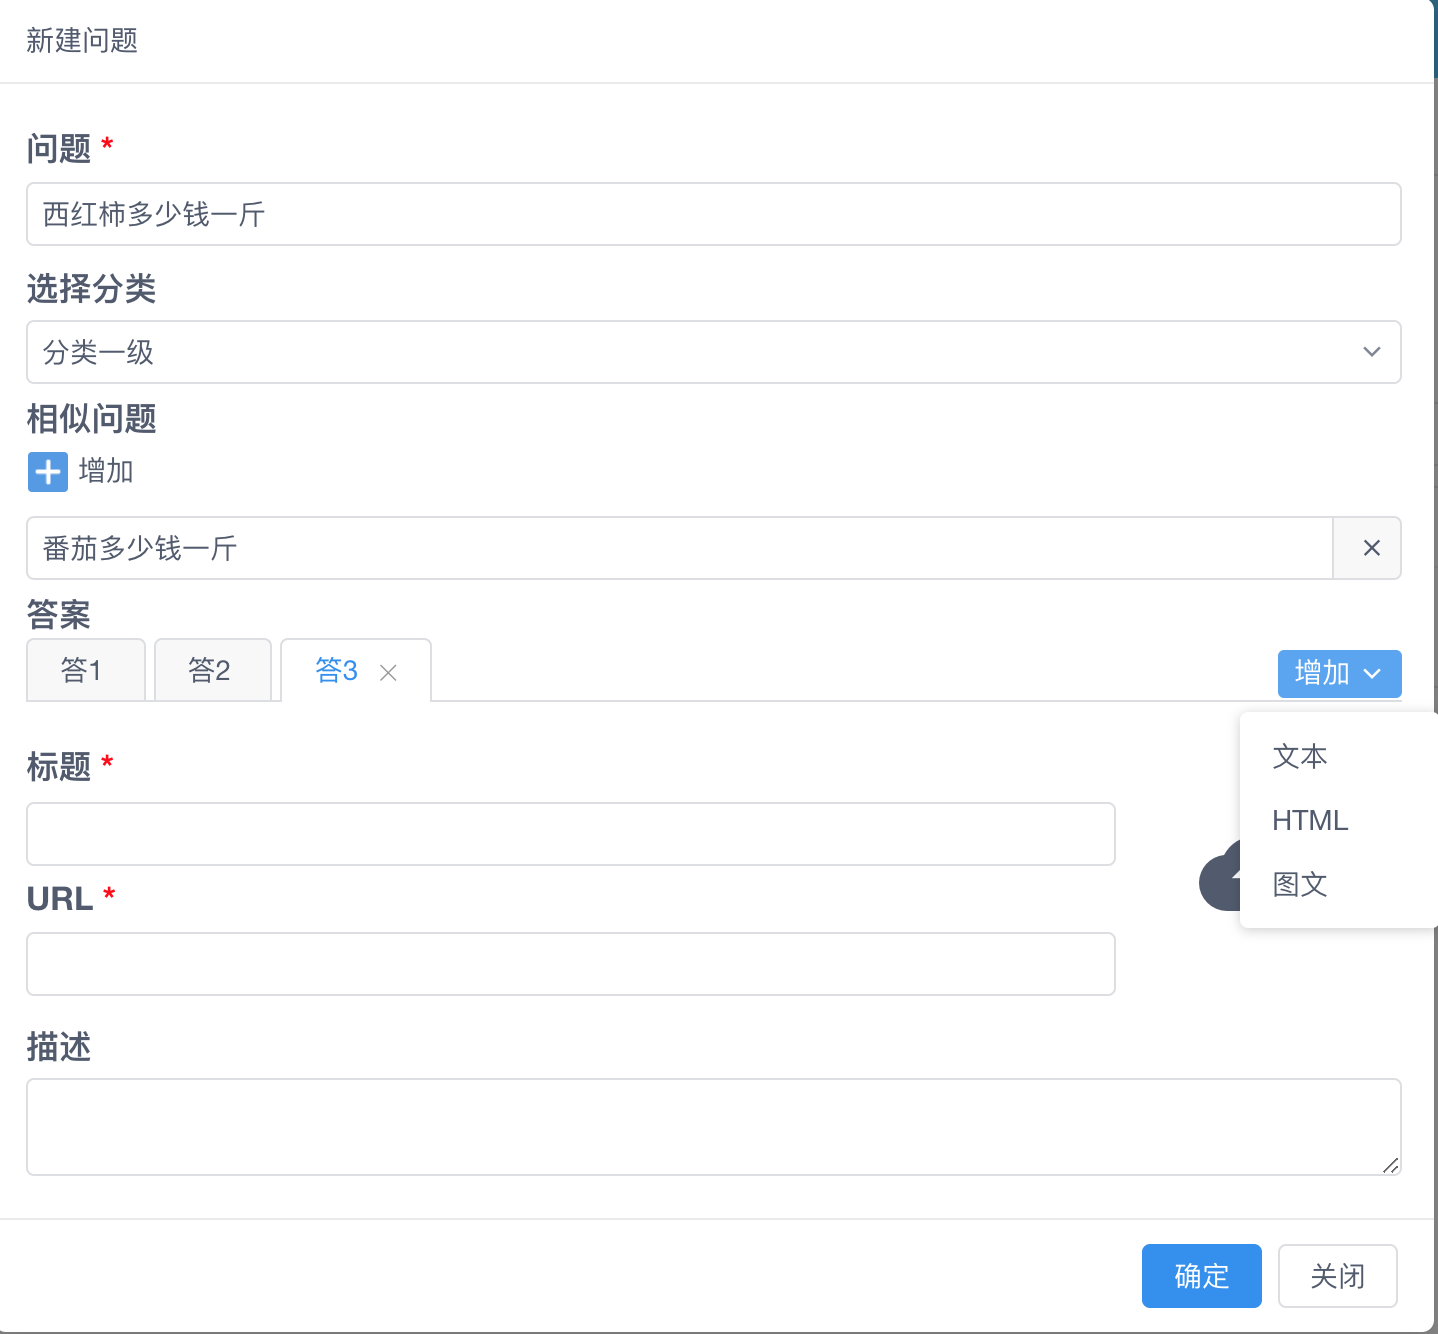 新建问题
问题 *
西红柿多少钱一斤
选择分类
分类一级
相似问题
增加
番茄多少钱一斤
答案
答1 答2 答3 增加
文本
标题 *
HTML
图文
URL *
描述
确定 关闭